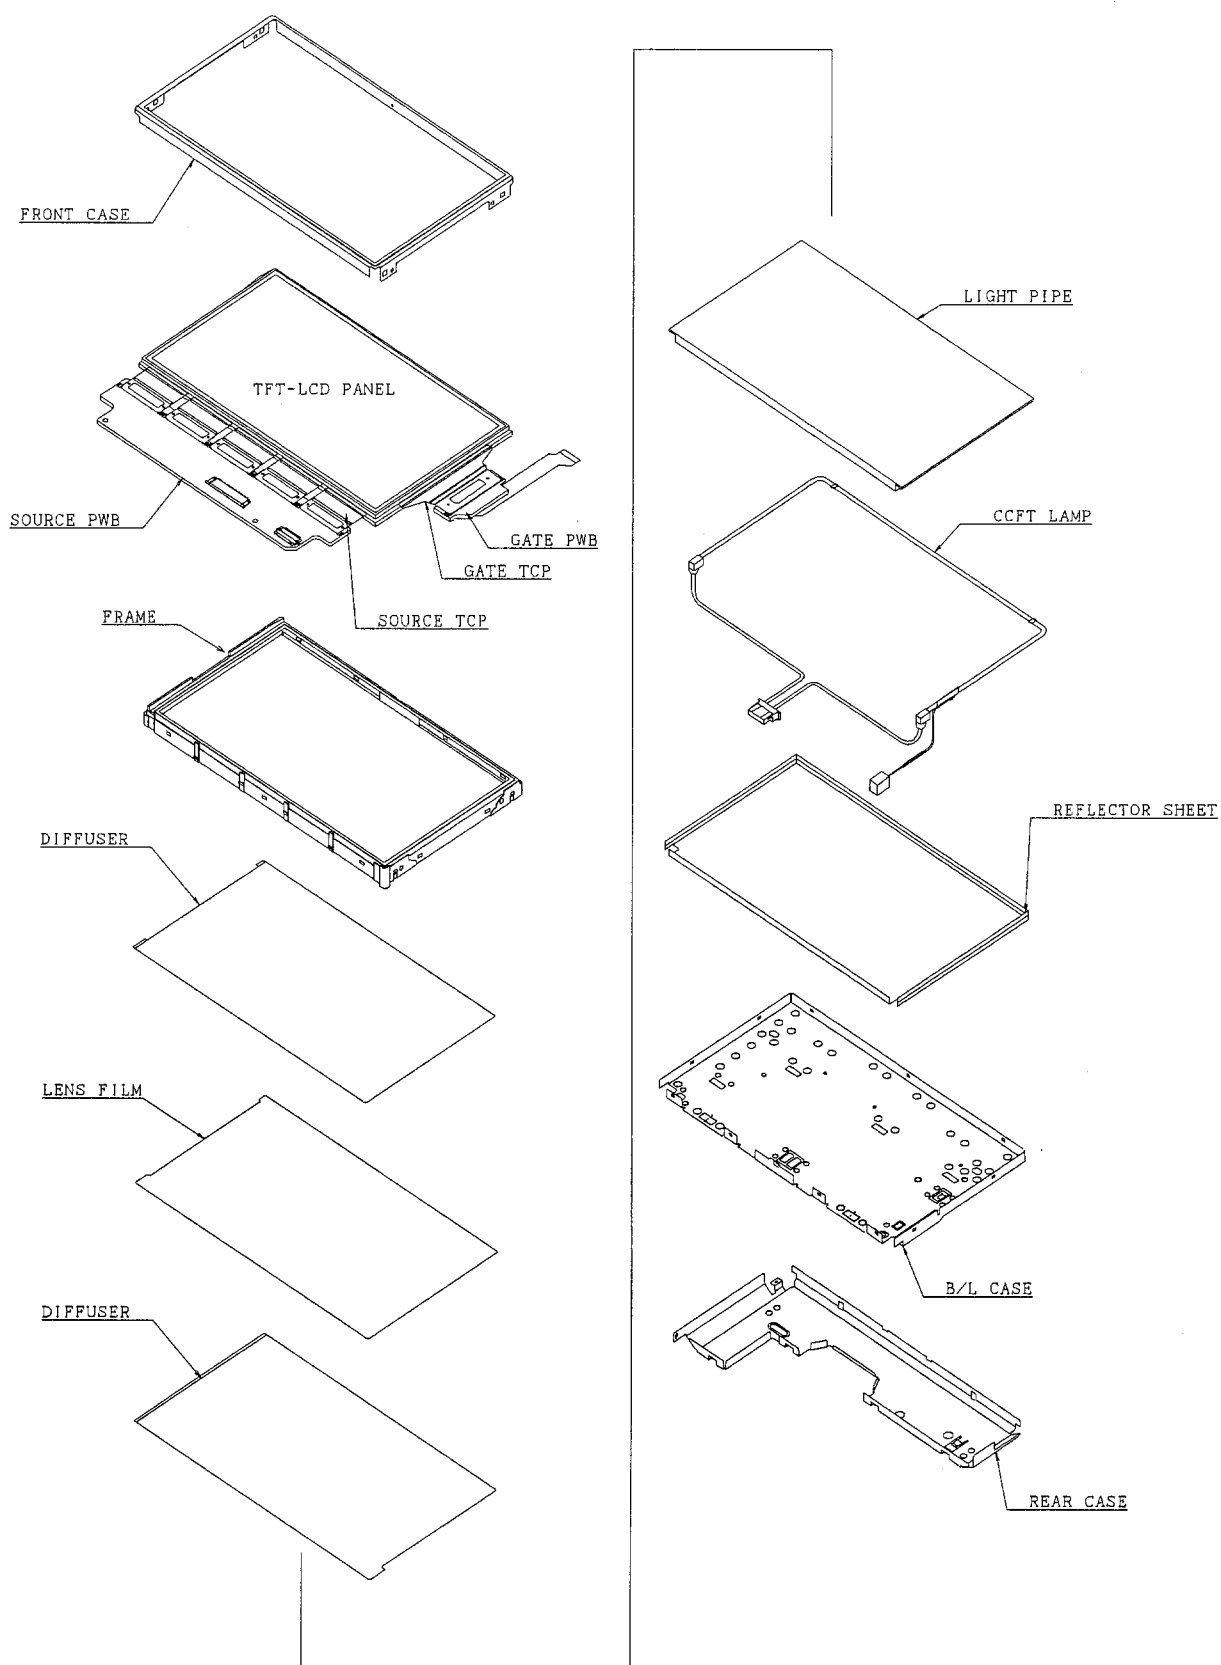 FRONT CASE
TFT-LCD PANEL
SOURCE PWB
GATE PWB
GATE TCP
SOURCE TCP
FRAME
DIFFUSER
LENS FILM
DIFFUSER
LIGHT PIPE
CCFT LAMP
REFLECTOR SHEET
B/L CASE
REAR CASE